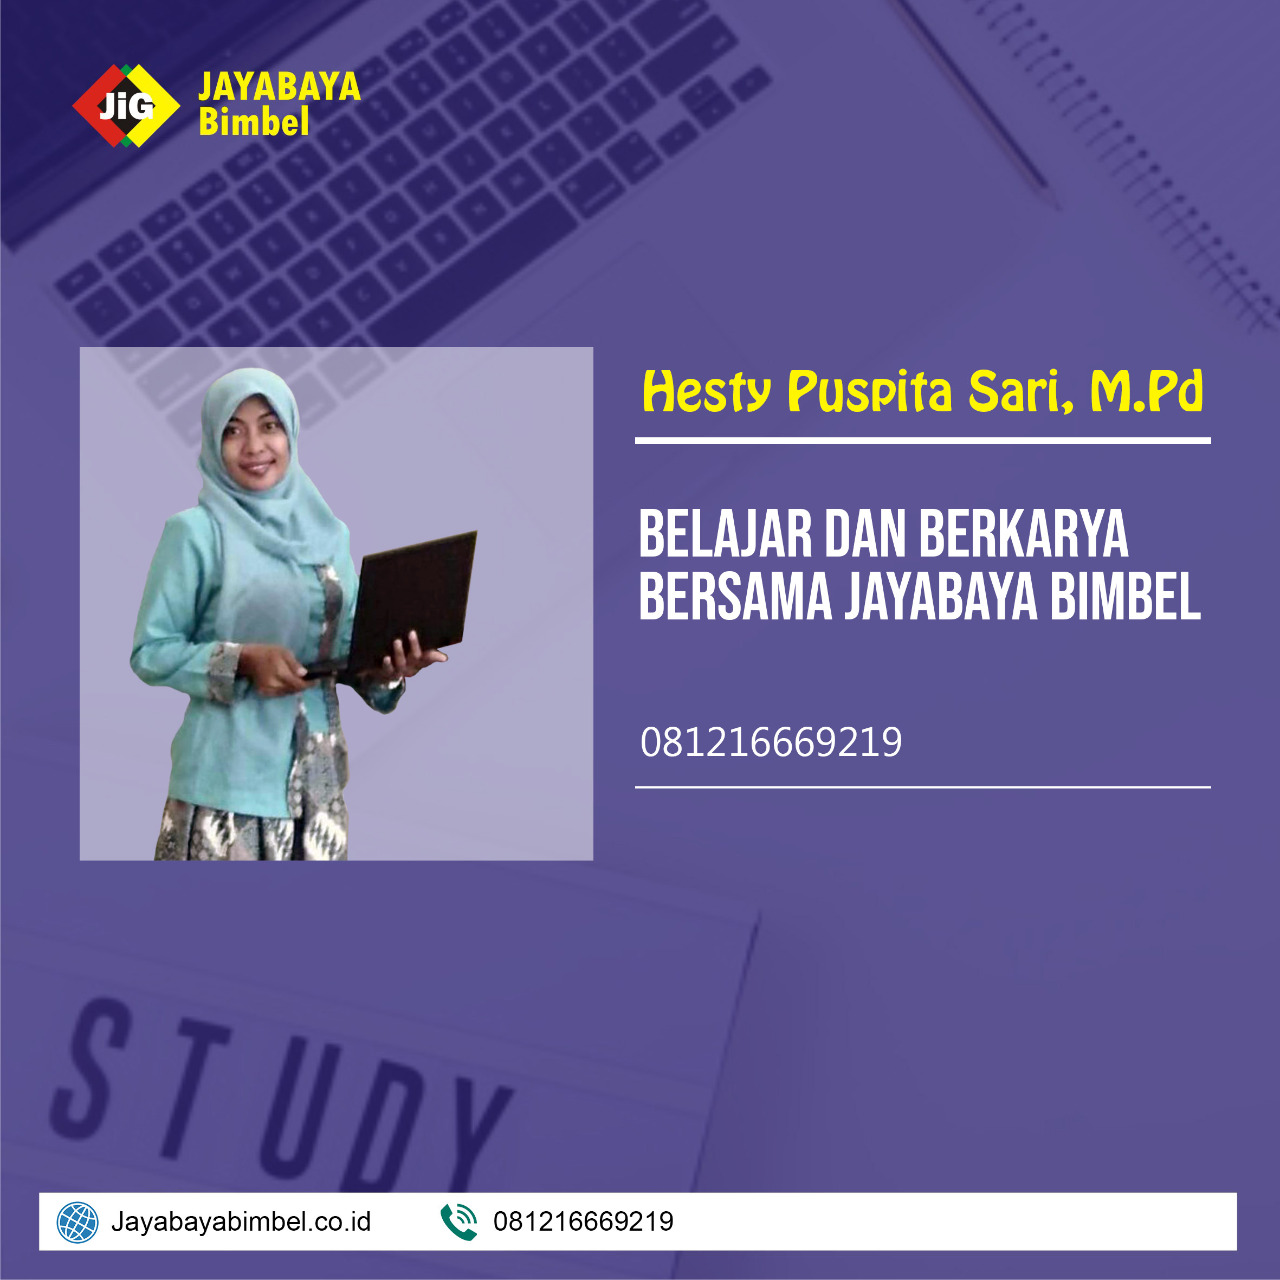 JiG
JAYABAYA
Bimbel
Hesty Puspita Sari, M.Pd
BELAJAR DAN BERKARYA
BERSAMA JAYABAYA BIMBEL
081216669219
STUDY
Jayabayabimbel.co.id
081216669219